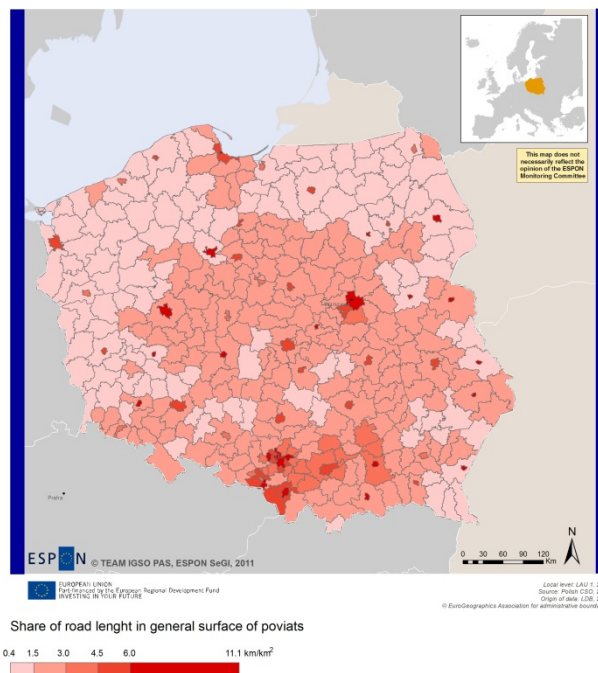 This map does not
necessarily reflect the
opinion of the ESPON
Monitoring Committee
Praha
ESPON
© TEAM IGSO PAS, ESPON SeGI, 2011
N
0 30 60 90 120
Km
EUROPEAN UNION
Part-financed by the European Regional Development Fund
INVESTING IN YOUR FUTURE
Local level: LAU 1, 2
Source: Polish CSO, 2
Origin of data: LDB, 2
© EuroGeographics Association for administrative bounda
Share of road lenght in general surface of poviats
0.4 1.5 3.0 4.5 6.0 11.1 km/km²